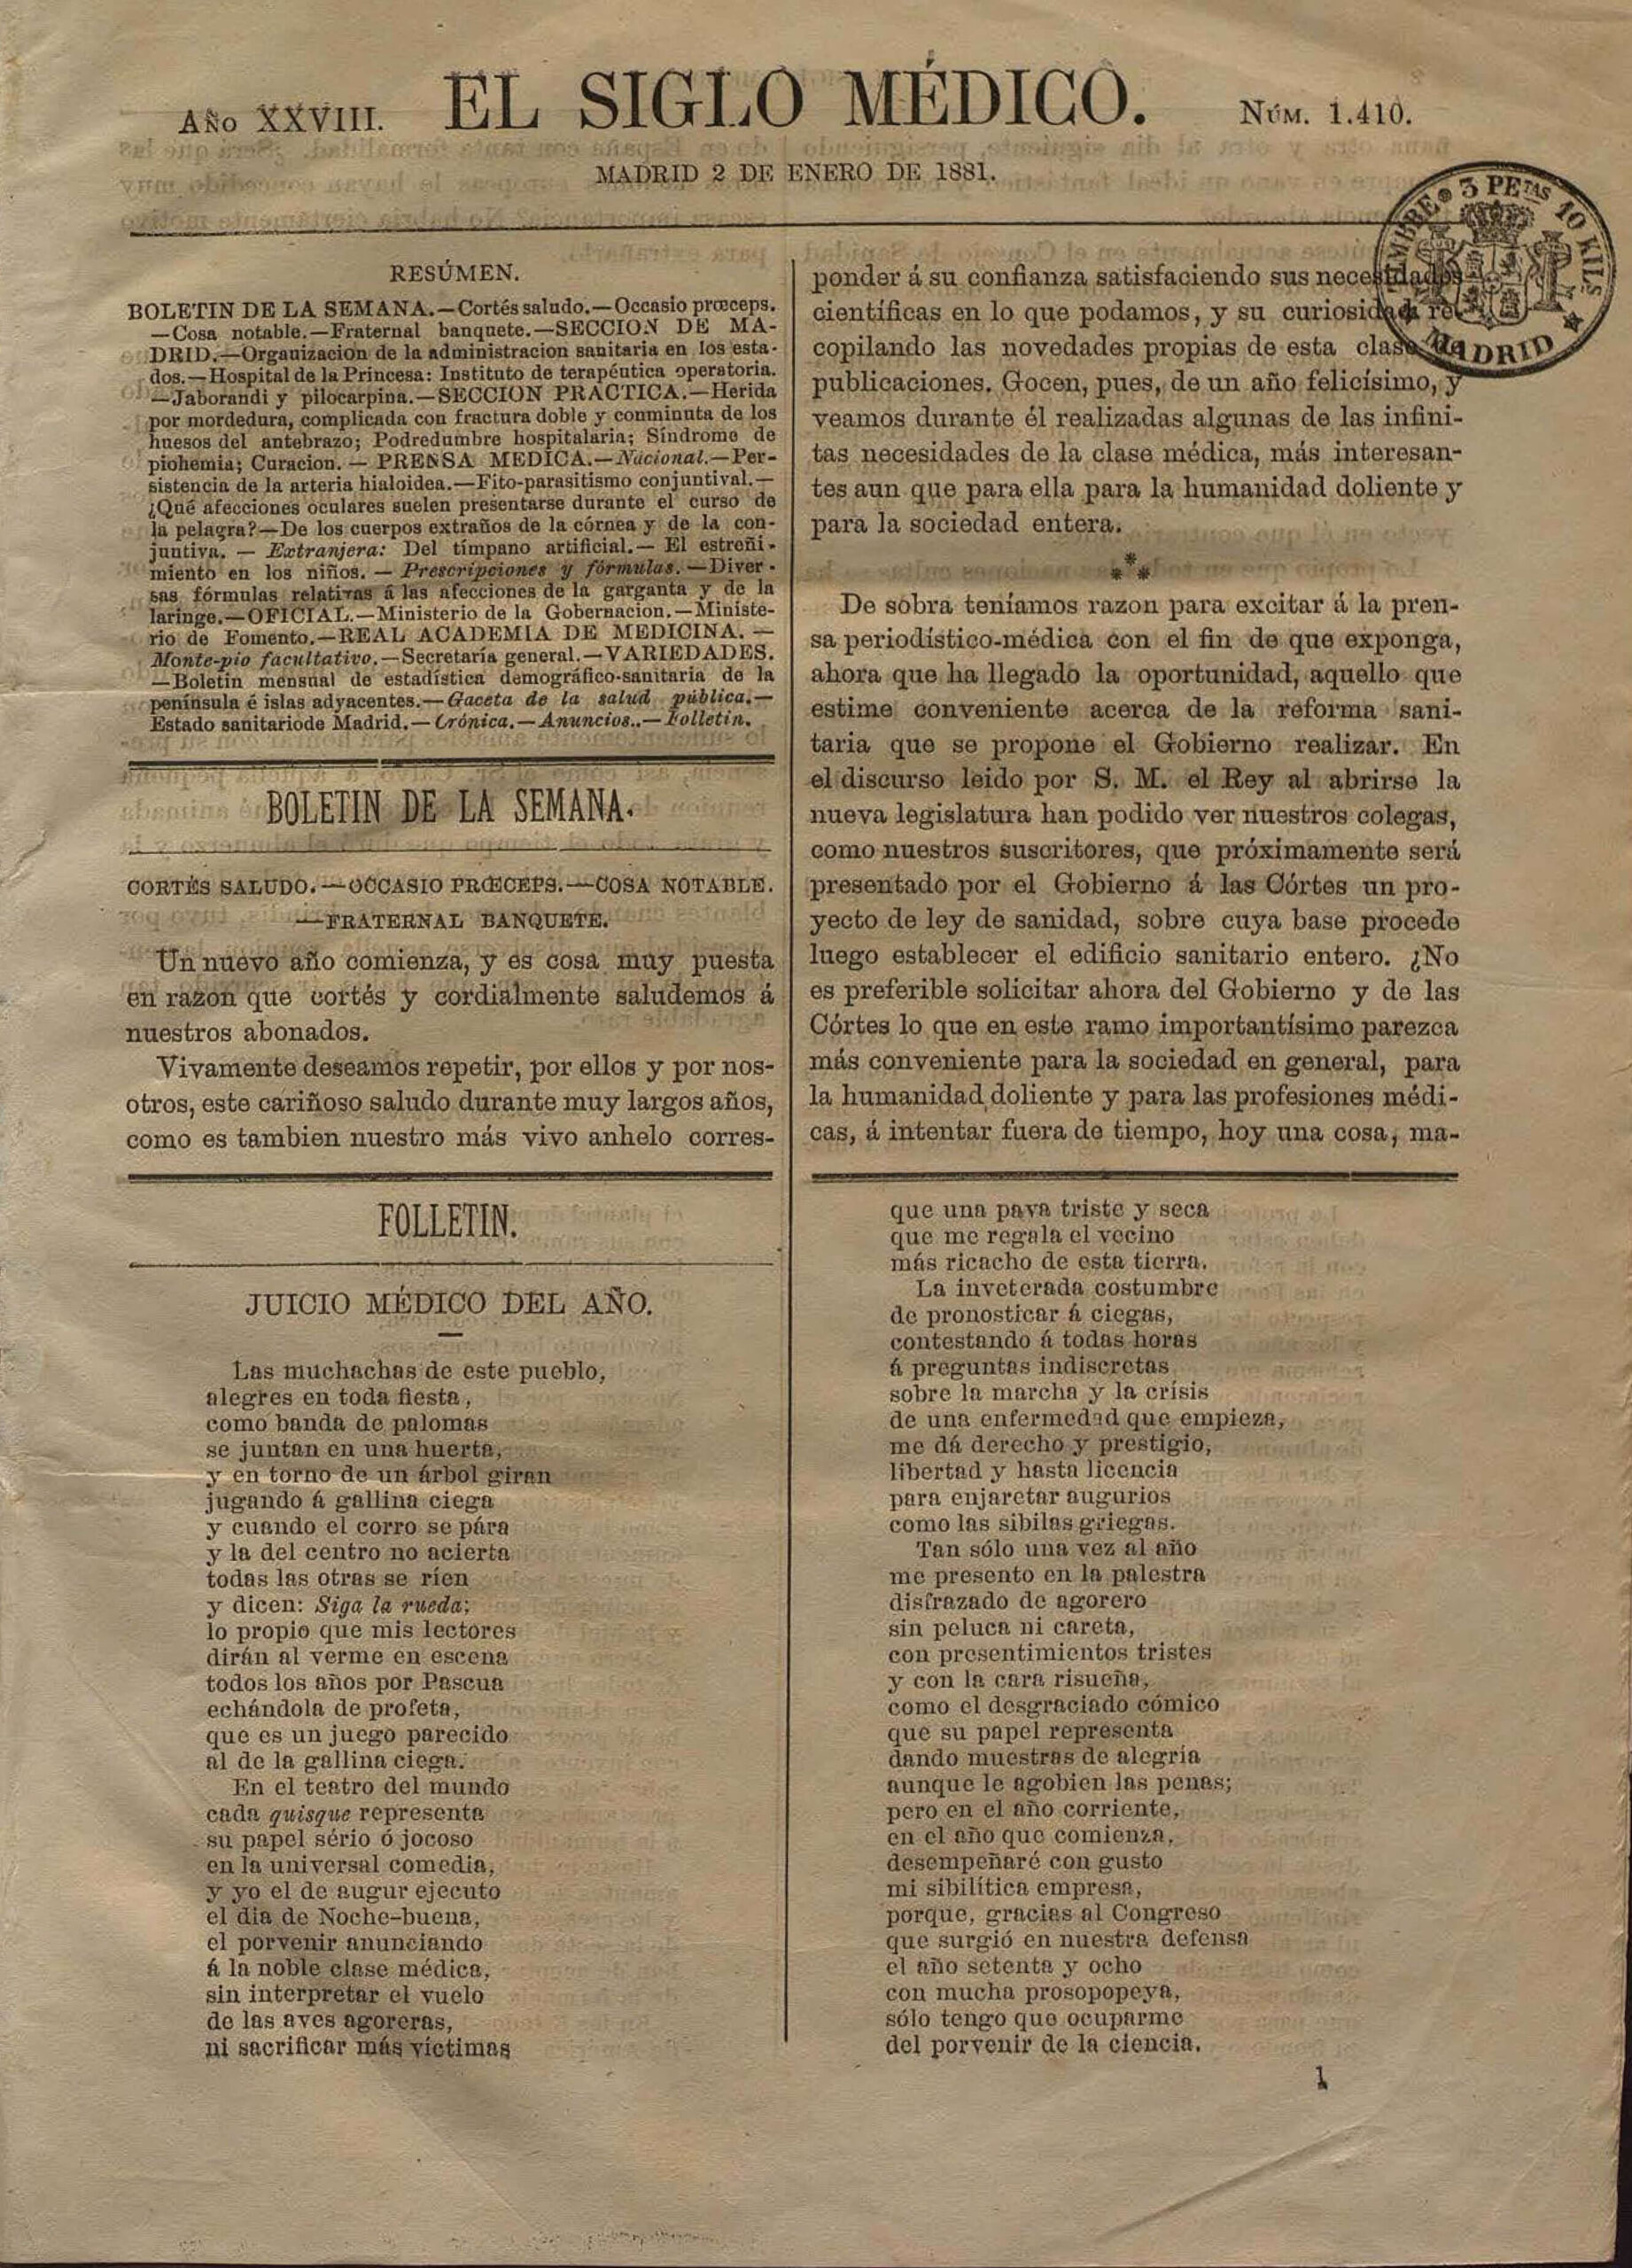 Año XXVIII.
EL SIGLO MÉDICO.
Núm. 1.410.
MADRID 2 DE ENERO DE 1881.
3 PETAS 10 KILS
MADRID
RESÚMEN.
BOLETIN DE LA SEMANA.—Cortés saludo.—Occasio præceps.
—Cosa notable.—Fraternal banquete.—SECCION DE MA-
DRID.—Organizacion de la administracion sanitaria en los esta-
dos.—Hospital de la Princesa: Instituto de terapéutica operatoria.
—Jaborandi y pilocarpina.—SECCION PRACTICA.—Herida
por mordedura, complicada con fractura doble y conminuta de los
huesos del antebrazo; Podredumbre hospitalaria; Síndrome de
piohemia; Curacion.— PRENSA MEDICA.—Nacional.—Per-
sistencia de la arteria hialoidea.—Fito-parasitismo conjuntival.—
¿Qué afecciones oculares suelen presentarse durante el curso de
la pelagra?—De los cuerpos extraños de la córnea y de la con-
juntiva. — Extranjera: Del tímpano artificial.— El estreñi-
miento en los niños. — Prescripciones y fórmulas. —Diver-
sas fórmulas relativas á las afecciones de la garganta y de la
laringe.—OFICIAL.—Ministerio de la Gobernacion.—Ministe-
rio de Fomento.—REAL ACADEMIA DE MEDICINA. —
Monte-pio facultativo.—Secretaría general.—VARIEDADES.
—Boletin mensual de estadística demográfico-sanitaria de la
península é islas adyacentes.—Gaceta de la salud pública.—
Estado sanitariode Madrid.—Crónica.—Anuncios..—Folletin.
BOLETIN DE LA SEMANA.
CORTÉS SALUDO.—OCCASIO PRŒCEPS.—COSA NOTABLE.
—FRATERNAL BANQUETE.
Un nuevo año comienza, y es cosa muy puesta
en razon que cortés y cordialmente saludemos á
nuestros abonados.
Vivamente deseamos repetir, por ellos y por nos-
otros, este cariñoso saludo durante muy largos años,
como es tambien nuestro más vivo anhelo corres-
ponder á su confianza satisfaciendo sus necesidades
científicas en lo que podamos, y su curiosidad re-
copilando las novedades propias de esta clase
publicaciones. Gocen, pues, de un año felicísimo, y
veamos durante él realizadas algunas de las infini-
tas necesidades de la clase médica, más interesan-
tes aun que para ella para la humanidad doliente y
para la sociedad entera.
***
De sobra teníamos razon para excitar á la pren-
sa periodístico-médica con el fin de que exponga,
ahora que ha llegado la oportunidad, aquello que
estime conveniente acerca de la reforma sani-
taria que se propone el Gobierno realizar. En
el discurso leido por S. M. el Rey al abrirse la
nueva legislatura han podido ver nuestros colegas,
como nuestros suscritores, que próximamente será
presentado por el Gobierno á las Córtes un pro-
yecto de ley de sanidad, sobre cuya base procede
luego establecer el edificio sanitario entero. ¿No
es preferible solicitar ahora del Gobierno y de las
Córtes lo que en este ramo importantísimo parezca
más conveniente para la sociedad en general, para
la humanidad doliente y para las profesiones médi-
cas, á intentar fuera de tiempo, hoy una cosa, ma-
FOLLETIN.
JUICIO MÉDICO DEL AÑO.
Las muchachas de este pueblo,
alegres en toda fiesta,
como banda de palomas
se juntan en una huerta,
y en torno de un árbol giran
jugando á gallina ciega
y cuando el corro se pára
y la del centro no acierta
todas las otras se ríen
y dicen: Siga la rueda;
lo propio que mis lectores
dirán al verme en escena
todos los años por Pascua
echándola de profeta,
que es un juego parecido
al de la gallina ciega.
En el teatro del mundo
cada quisque representa
su papel sério ó jocoso
en la universal comedia,
y yo el de augur ejecuto
el dia de Noche-buena,
el porvenir anunciando
á la noble clase médica,
sin interpretar el vuelo
de las aves agoreras,
ni sacrificar más víctimas
que una pava triste y seca
que me regala el vecino
más ricacho de esta tierra.
La inveterada costumbre
de pronosticar á ciegas,
contestando á todas horas
á preguntas indiscretas
sobre la marcha y la crísis
de una enfermedad que empieza,
me dá derecho y prestigio,
libertad y hasta licencia
para enjaretar augurios
como las sibilas griegas.
Tan sólo una vez al año
me presento en la palestra
disfrazado de agorero
sin peluca ni careta,
con presentimientos tristes
y con la cara risueña,
como el desgraciado cómico
que su papel representa
dando muestras de alegría
aunque le agobien las penas;
pero en el año corriente,
en el año que comienza,
desempeñaré con gusto
mi sibilítica empresa,
porque, gracias al Congreso
que surgió en nuestra defensa
el año setenta y ocho
con mucha prosopopeya,
sólo tengo que ocuparme
del porvenir de la ciencia.
1